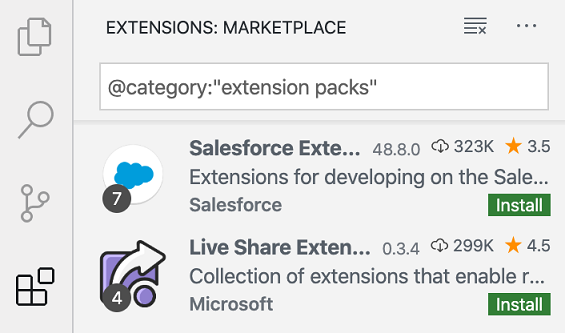 EXTENSIONS: MARKETPLACE
@category:"extension packs"
Salesforce Exte... 48.8.0 323K 3.5
Extensions for developing on the Sale...
7
Salesforce Install
Live Share Exten... 0.3.4 299K 4.5
Collection of extensions that enable r...
4
Microsoft Install